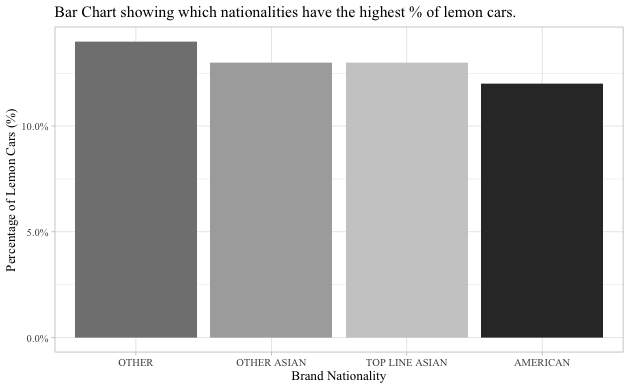 Bar Chart showing which nationalities have the highest % of lemon cars.
Percentage of Lemon Cars (%)
10.0%
5.0%
0.0%
OTHER
OTHER ASIAN
TOP LINE ASIAN
AMERICAN
Brand Nationality